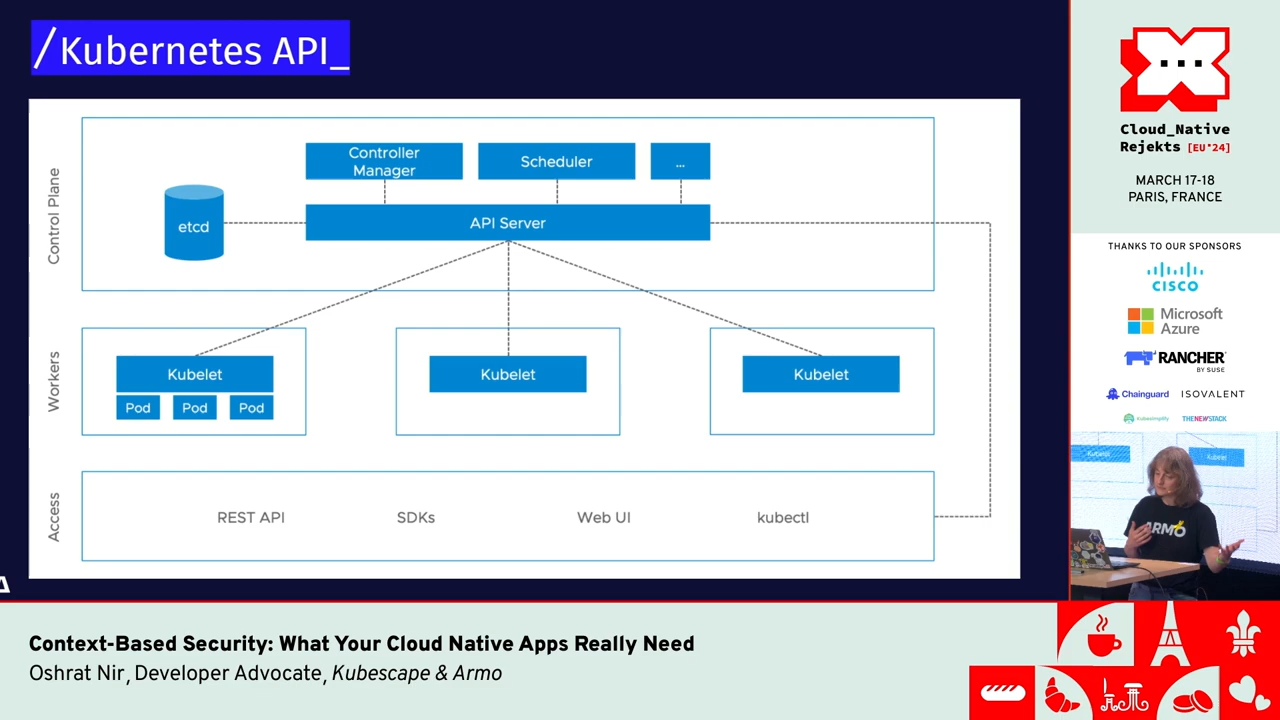 /Kubernetes API_
Control Plane
Controller
Manager
Scheduler
...
etcd
API Server
Workers
Kubelet
Pod
Pod
Pod
Kubelet
Kubelet
Access
REST API
SDKs
Web UI
kubectl
Cloud_Native
Rejekts [EU'24]
MARCH 17-18
PARIS, FRANCE
THANKS TO OUR SPONSORS
CISCO
Microsoft
Azure
RANCHER
BY SUSE
Chainguard
ISOVALENT
kubesimplify
THENEWSTACK
Kubelet
Kubelet
ARMO
Context-Based Security: What Your Cloud Native Apps Really Need
Oshrat Nir, Developer Advocate, Kubescape & Armo